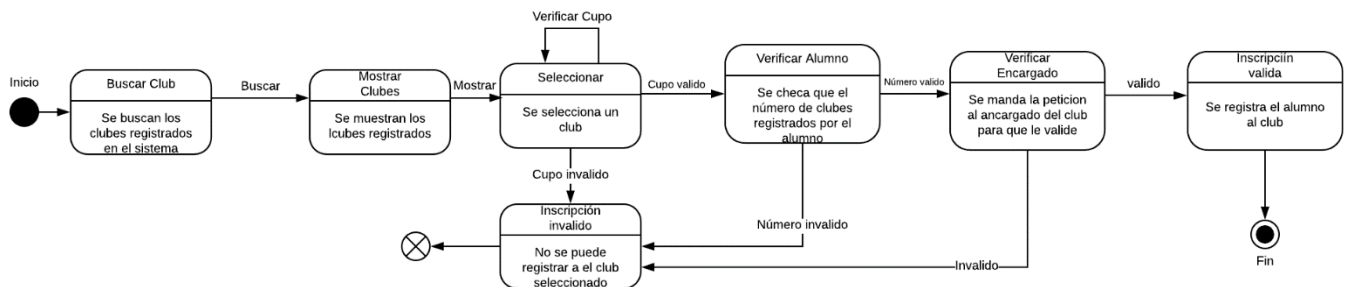 Verificar Cupo
Inicio
Buscar Club
Se buscan los
clubes registrados
en el sistema
Buscar
Mostrar
Clubes
Se muestran los
lcubes registrados
Mostrar
Seleccionar
Se selecciona un
club
Cupo valido
Verificar Alumno
Se checa que el
número de clubes
registrados por el
alumno
Número valido
Verificar
Encargado
Se manda la peticion
al ancargado del club
para que le valide
valido
Inscripciín
valida
Se registra el alumno
al club
Cupo invalido
Inscripción
invalido
No se puede
registrar a el club
seleccionado
Número invalido
Invalido
Fin